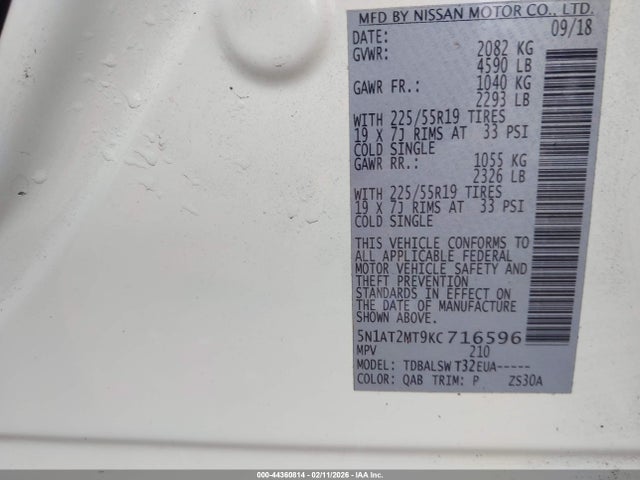 MFD BY NISSAN MOTOR CO., LTD.
DATE: 09/18
GVWR: 2082 KG
4590 LB
GAWR FR.: 1040 KG
2293 LB
WITH 225/55R19 TIRES
19 X 7J RIMS AT 33 PSI
COLD SINGLE
GAWR RR.: 1055 KG
2326 LB
WITH 225/55R19 TIRES
19 X 7J RIMS AT 33 PSI
COLD SINGLE
THIS VEHICLE CONFORMS TO
ALL APPLICABLE FEDERAL
MOTOR VEHICLE SAFETY AND
THEFT PREVENTION
STANDARDS IN EFFECT ON
THE DATE OF MANUFACTURE
SHOWN ABOVE.
5N1AT2MT9KC716596
MPV 210
MODEL: TDBALSW T32EUA-----
COLOR: QAB TRIM: P ZS30A
000-44360814 - 02/11/2026 - IAA Inc.